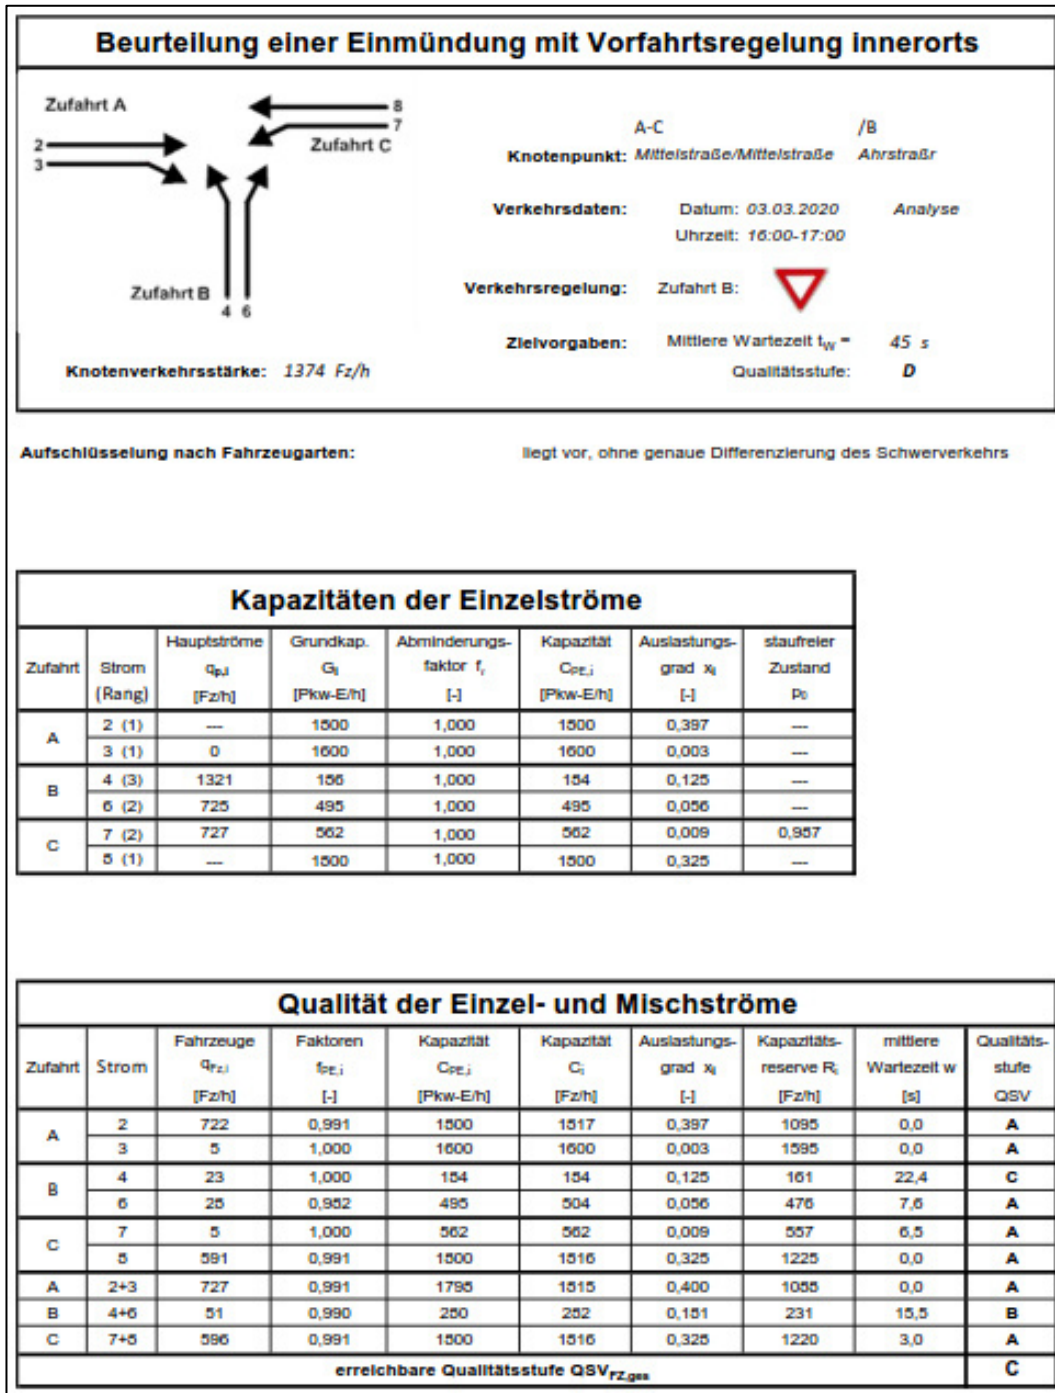 Beurteilung einer Einmündung mit Vorfahrtsregelung innerorts
Zufahrt A
8
7
Zufahrt C
2
3
Zufahrt B
4 6
A-C /B
Knotenpunkt: Mittelstraße/Mittelstraße Ahrstraßr
Verkehrsdaten: Datum: 03.03.2020 Analyse
Uhrzeit: 16:00-17:00
Verkehrsregelung: Zufahrt B:
Zielvorgaben: Mittlere Wartezeit tW = 45 s
Knotenverkehrsstärke: 1374 Fz/h
Qualitätsstufe: D
Aufschlüsselung nach Fahrzeugarten: liegt vor, ohne genaue Differenzierung des Schwerverkehrs
Kapazitäten der Einzelströme
Hauptströme Grundkap. Abminderungs- Kapazität Auslastungs- staufreier
Zufahrt Strom qp,i Gi faktor fr CPE,i grad xi Zustand
(Rang) [Fz/h] [Pkw-E/h] [-] [Pkw-E/h] [-] p0
A
2 (1) --- 1800 1,000 1800 0,397 ---
3 (1) 0 1600 1,000 1600 0,003 ---
B
4 (3) 1321 186 1,000 184 0,125 ---
6 (2) 725 495 1,000 495 0,056 ---
C
7 (2) 727 562 1,000 562 0,009 0,987
8 (1) --- 1800 1,000 1800 0,325 ---
Qualität der Einzel- und Mischströme
Fahrzeuge Faktoren Kapazität Kapazität Auslastungs- Kapazitäts- mittlere Qualitäts-
Zufahrt Strom qFz,i fPE,i CPE,i Ci grad xi reserve Ri Wartezeit w stufe
[Fz/h] [-] [Pkw-E/h] [Fz/h] [-] [Fz/h] [s] QSV
A
2 722 0,991 1800 1817 0,397 1095 0,0 A
3 5 1,000 1600 1600 0,003 1595 0,0 A
B
4 23 1,000 184 184 0,125 161 22,4 C
6 28 0,982 495 504 0,056 476 7,6 A
C
7 5 1,000 562 562 0,009 557 6,5 A
8 591 0,991 1800 1816 0,325 1225 0,0 A
A 2+3 727 0,991 1798 1815 0,400 1088 0,0 A
B 4+6 51 0,990 280 282 0,181 231 15,5 B
C 7+8 596 0,991 1800 1816 0,328 1220 3,0 A
erreichbare Qualitätsstufe QSVFZ,ges C